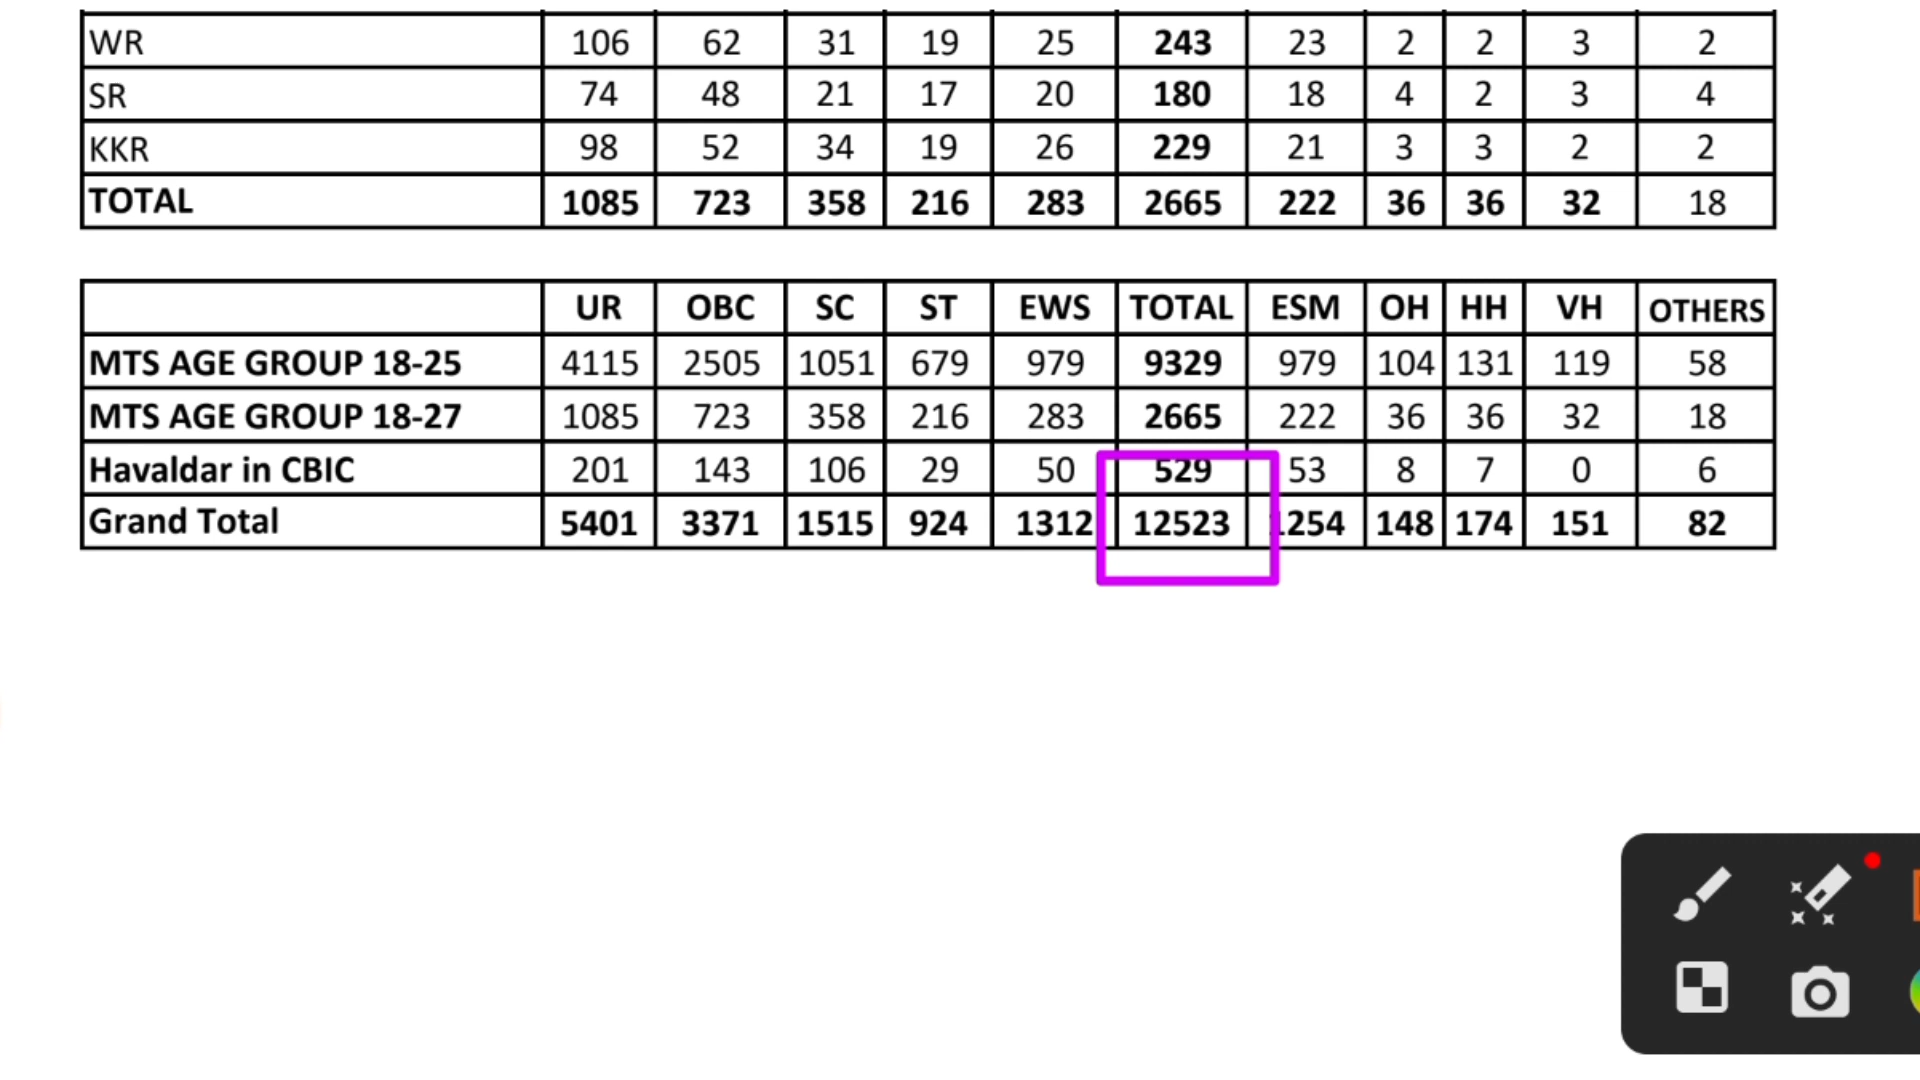 WR 106 62 31 19 25 243 23 2 2 3 2
SR 74 48 21 17 20 180 18 4 2 3 4
KKR 98 52 34 19 26 229 21 3 3 2 2
TOTAL 1085 723 358 216 283 2665 222 36 36 32 18
UR OBC SC ST EWS TOTAL ESM OH HH VH OTHERS
MTS AGE GROUP 18-25 4115 2505 1051 679 979 9329 979 104 131 119 58
MTS AGE GROUP 18-27 1085 723 358 216 283 2665 222 36 36 32 18
Havaldar in CBIC 201 143 106 29 50 529 53 8 7 0 6
Grand Total 5401 3371 1515 924 1312 12523 1254 148 174 151 82